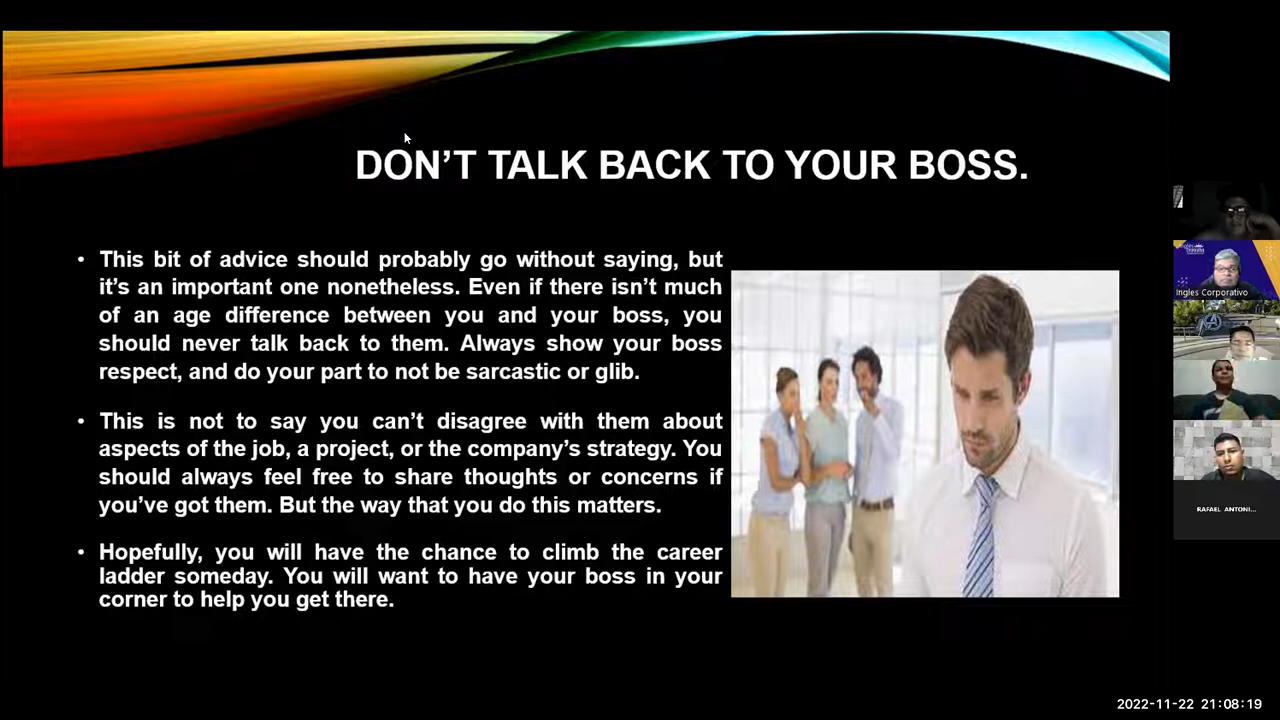 DON'T TALK BACK TO YOUR BOSS.
• This bit of advice should probably go without saying, but
it's an important one nonetheless. Even if there isn't much
of an age difference between you and your boss, you
should never talk back to them. Always show your boss
respect, and do your part to not be sarcastic or glib.
• This is not to say you can't disagree with them about
aspects of the job, a project, or the company's strategy. You
should always feel free to share thoughts or concerns if
you've got them. But the way that you do this matters.
• Hopefully, you will have the chance to climb the career
ladder someday. You will want to have your boss in your
corner to help you get there.
Ingles Corporativo
RAFAEL ANTONI...
2022-11-22 21:08:19